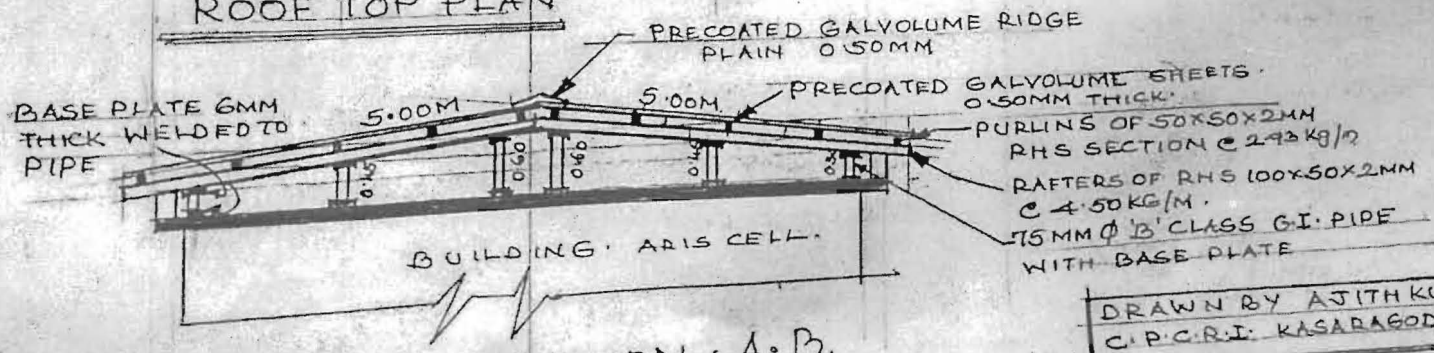 ROOF TOP PLAN
PRECOATED GALVOLUME RIDGE
PLAIN 0.50MM
PRECOATED GALVOLUME SHEETS.
0.50MM THICK.
BASE PLATE 6MM
THICK WELDED TO
PIPE
5.00M
5.00M
PURLINS OF 50X50X2MM
RHS SECTION @ 2.93 Kg/
RAFTERS OF RHS 100X50X2MM
@ 4.50KG/M.
75MM Ø 'B' CLASS G.I. PIPE
WITH BASE PLATE
0.45
0.60
0.60
BUILDING. ARIS CELL.
A.B.
DRAWN BY AJITH
C.P.C.R.I. KASARAGOD